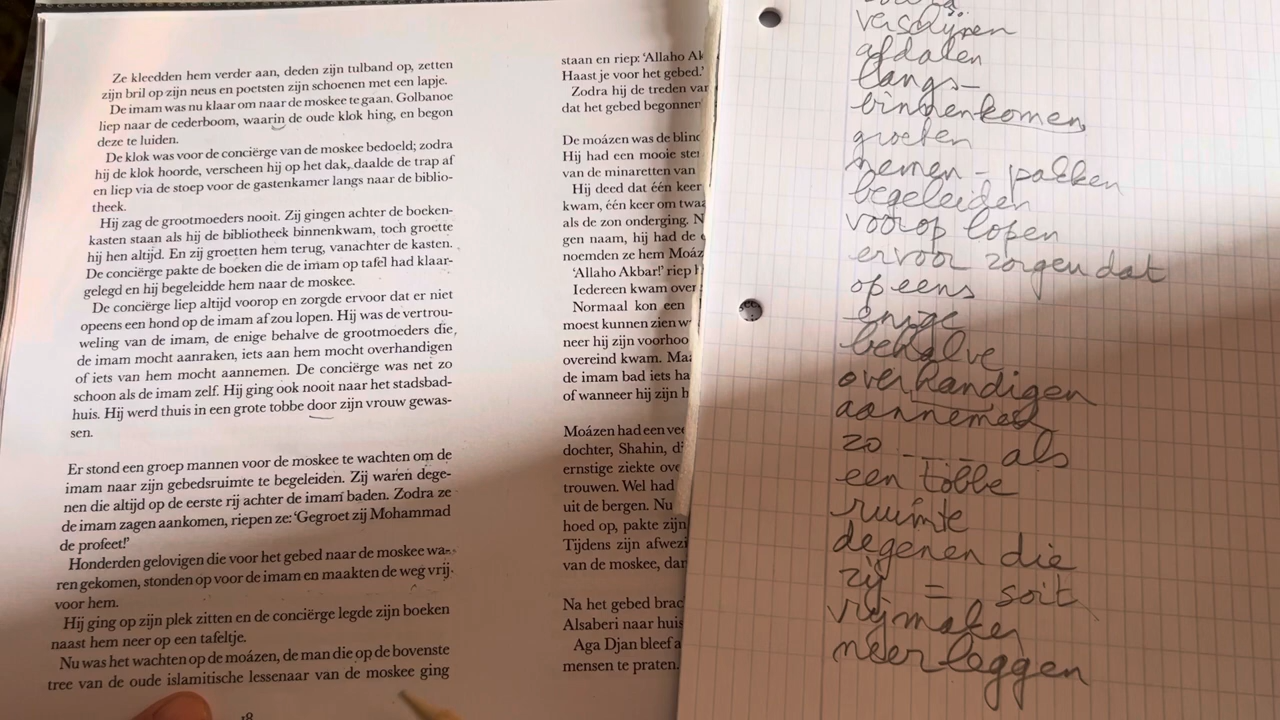 Ze kleedden hem verder aan, deden zijn tulband op, zetten
zijn bril op zijn neus en poetsten zijn schoenen met een lapje.
De imam was nu klaar om naar de moskee te gaan. Golbanoe
liep naar de cederboom, waarin de oude klok hing, en begon
deze te luiden.
De klok was voor de conciërge van de moskee bedoeld; zodra
hij de klok hoorde, verscheen hij op het dak, daalde de trap af
en liep via de stoep voor de gastenkamer langs naar de biblio-
theek.
Hij zag de grootmoeders nooit. Zij gingen achter de boeken-
kasten staan als hij de bibliotheek binnenkwam, toch groette
hij hen altijd. En zij groetten hem terug, vanachter de kasten.
De conciërge pakte de boeken die de imam op tafel had klaar-
gelegd en hij begeleidde hem naar de moskee.
De conciërge liep altijd voorop en zorgde ervoor dat er niet
opeens een hond op de imam af zou lopen. Hij was de vertrou-
weling van de imam, de enige behalve de grootmoeders die
de imam mocht aanraken, iets aan hem mocht overhandigen
of iets van hem mocht aannemen. De conciërge was net zo
schoon als de imam zelf. Hij ging ook nooit naar het stadsbad-
huis. Hij werd thuis in een grote tobbe door zijn vrouw gewas-
sen.
Er stond een groep mannen voor de moskee te wachten om de
imam naar zijn gebedsruimte te begeleiden. Zij waren dege-
nen die altijd op de eerste rij achter de imam baden. Zodra ze
de imam zagen aankomen, riepen ze: 'Gegroet zij Mohammad
de profeet!'
Honderden gelovigen die voor het gebed naar de moskee wa-
ren gekomen, stonden op voor de imam en maakten de weg vrij
voor hem.
Hij ging op zijn plek zitten en de conciërge legde zijn boeken
naast hem neer op een tafeltje.
Nu was het wachten op de moázen, de man die op de bovenste
tree van de oude islamitische lessenaar van de moskee ging
18
staan en riep: 'Allaho Ak
Haast je voor het gebed.'
Zodra hij de treden van
dat het gebed begonnen
De moázen was de blind
Hij had een mooie ste
van de minaretten van
Hij deed dat één keer
kwam, één keer om twaa
als de zon onderging. N
gen naam, hij had de
noemden ze hem Moáz
'Allaho Akbar!' riep h
Iedereen kwam over
Normaal kon een
moest kunnen zien w
neer hij zijn voorhoo
overeind kwam. Maa
de imam bad iets ha
of wanneer hij zijn h
Moázen had een vee
dochter, Shahin, di
ernstige ziekte ove
trouwen. Wel had
uit de bergen. Nu
hoed op, pakte zijn
Tijdens zijn afwezi
van de moskee, dan
Na het gebed brac
Alsaberi naar huis
Aga Djan bleef a
mensen te praten.
verschijnen
afdalen
langs-
binnenkomen
groeten
nemen - pakken
begeleiden
voorop lopen
ervoor zorgen dat
opeens
enige
behalve
overhandigen
aannemen
zo - - - - als
een tobbe
ruimte
degenen die
zij = soit
vrijmaken
neerleggen